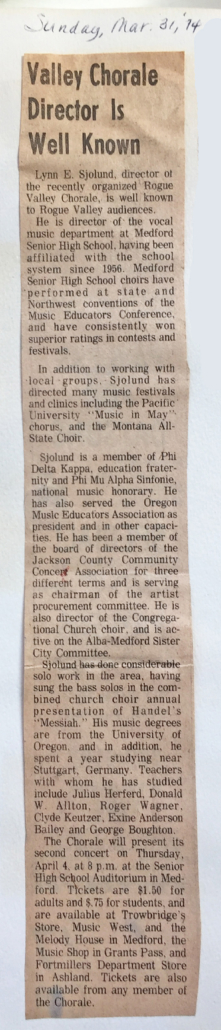 Sunday, Mar. 31, '74
Valley Chorale
Director Is
Well Known
Lynn E. Sjolund, director of
the recently organized Rogue
Valley Chorale, is well known
to Rogue Valley audiences.
He is director of the vocal
music department at Medford
Senior High School, having been
affiliated with the school
system since 1956. Medford
Senior High School choirs have
performed at state and
Northwest conventions of the
Music Educators Conference,
and have consistently won
superior ratings in contests and
festivals.
In addition to working with
local groups, Sjolund has
directed many music festivals
and clinics including the Pacific
University "Music in May"
chorus, and the Montana All-
State Choir.
Sjolund is a member of Phi
Delta Kappa, education frater-
nity and Phi Mu Alpha Sinfonie,
national music honorary. He
has also served the Oregon
Music Educators Association as
president and in other capaci-
ties. He has been a member of
the board of directors of the
Jackson County Community
Concert Association for three
different terms and is serving
as chairman of the artist
procurement committee. He is
also director of the Congrega-
tional Church choir, and is ac-
tive on the Alba-Medford Sister
City Committee.
Sjolund has done considerable
solo work in the area, having
sung the bass solos in the com-
bined church choir annual
presentation of Handel's
"Messiah." His music degrees
are from the University of
Oregon, and in addition, he
spent a year studying near
Stuttgart, Germany. Teachers
with whom he has studied
include Julius Herferd, Donald
W. Allton, Roger Wagner,
Clyde Keutzer, Exine Anderson
Bailey and George Boughton.
The Chorale will present its
second concert on Thursday,
April 4, at 8 p.m. at the Senior
High School Auditorium in Med-
ford. Tickets are $1.50 for
adults and $.75 for students, and
are available at Trowbridge's
Store, Music West, and the
Melody House in Medford, the
Music Shop in Grants Pass, and
Fortmillers Department Store
in Ashland. Tickets are also
available from any member of
the Chorale.